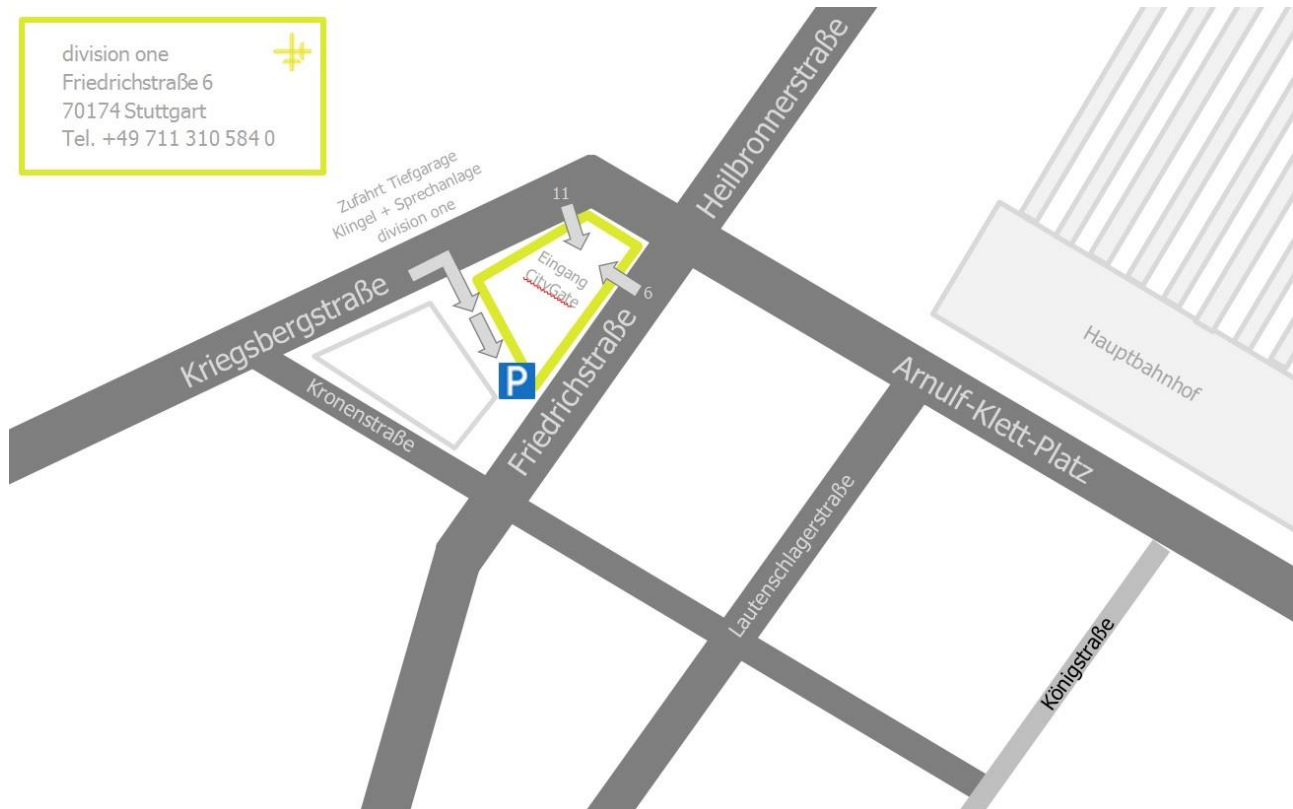 division one
Friedrichstraße 6
70174 Stuttgart
Tel. +49 711 310 584 0
Zufahrt Tiefgarage
Klingel + Sprechanlage
division one
11
Eingang
CityGate
6
P
Heilbronnerstraße
Kriegsbergstraße
Kronenstraße
Friedrichstraße
Hauptbahnhof
Arnulf-Klett-Platz
Lautenschlagerstraße
Königstraße